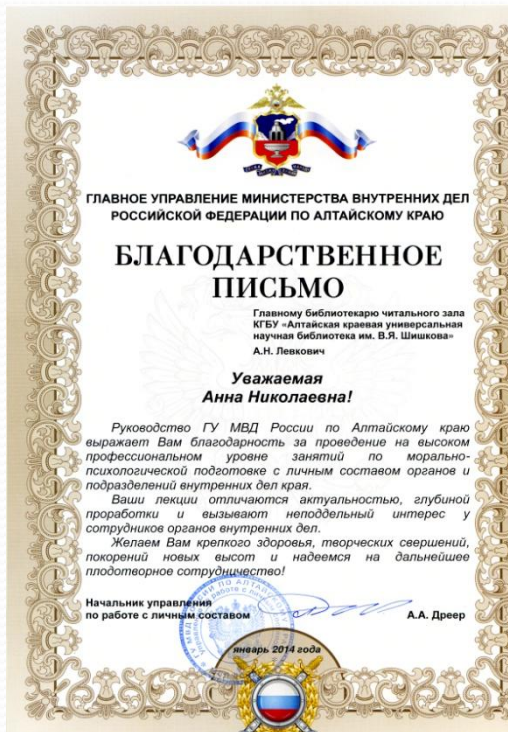 ГЛАВНОЕ УПРАВЛЕНИЕ МИНИСТЕРСТВА ВНУТРЕННИХ ДЕЛ
РОССИЙСКОЙ ФЕДЕРАЦИИ ПО АЛТАЙСКОМУ КРАЮ
БЛАГОДАРСТВЕННОЕ
ПИСЬМО
Главному библиотекарю читального зала
КГБУ «Алтайская краевая универсальная
научная библиотека им. В.Я. Шишкова»
А.Н. Левкович
Уважаемая
Анна Николаевна!
Руководство ГУ МВД России по Алтайскому краю
выражает Вам благодарность за проведение на высоком
профессиональном уровне занятий по морально-
психологической подготовке с личным составом органов и
подразделений внутренних дел края.
Ваши лекции отличаются актуальностью, глубиной
проработки и вызывают неподдельный интерес у
сотрудников органов внутренних дел.
Желаем Вам крепкого здоровья, творческих свершений,
покорений новых высот и надеемся на дальнейшее
плодотворное сотрудничество!
Начальник управления
по работе с личным составом
А.А. Дреер
январь 2014 года